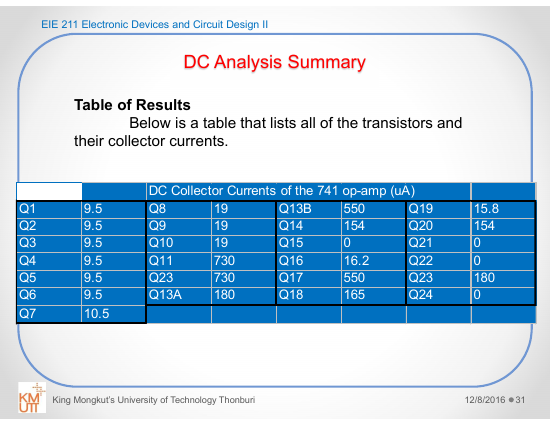 EIE 211 Electronic Devices and Circuit Design II
DC Analysis Summary
Table of Results
Below is a table that lists all of the transistors and
their collector currents.
DC Collector Currents of the 741 op-amp (uA)
Q1 9.5 Q8 19 Q13B 550 Q19 15.8
Q2 9.5 Q9 19 Q14 154 Q20 154
Q3 9.5 Q10 19 Q15 0 Q21 0
Q4 9.5 Q11 730 Q16 16.2 Q22 0
Q5 9.5 Q23 730 Q17 550 Q23 180
Q6 9.5 Q13A 180 Q18 165 Q24 0
Q7 10.5
KM
UTT
King Mongkut's University of Technology Thonburi
12/8/2016 ●31